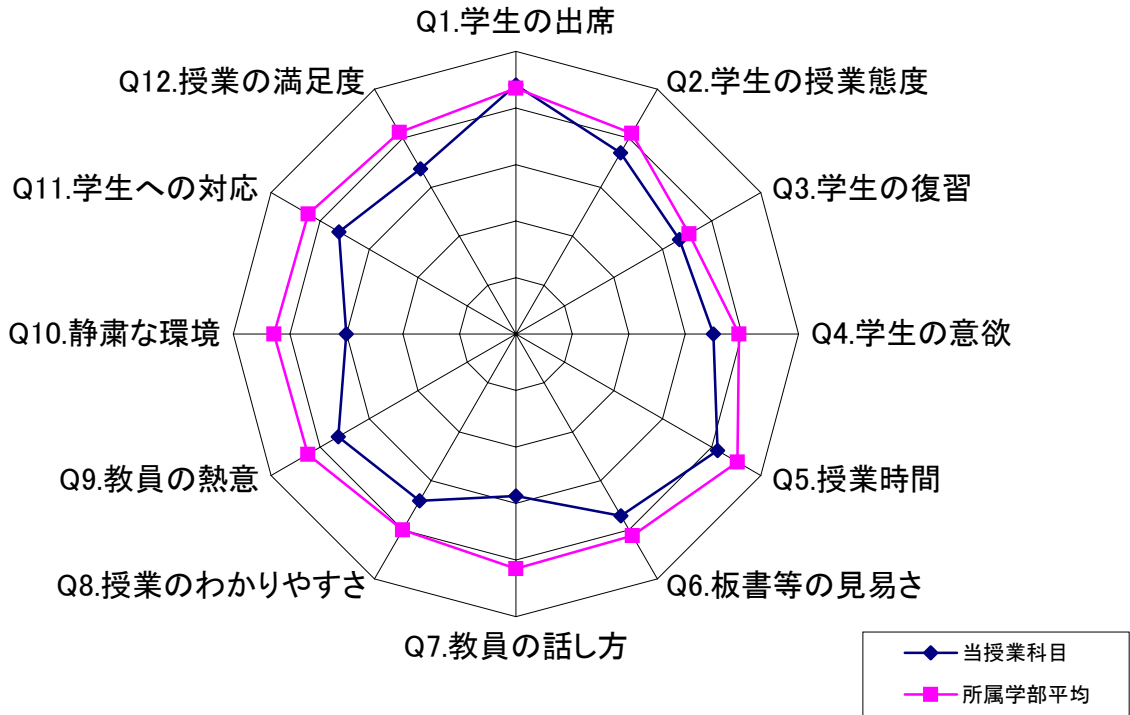 Q1.学生の出席
Q2.学生の授業態度
Q3.学生の復習
Q4.学生の意欲
Q5.授業時間
Q6.板書等の見易さ
Q7.教員の話し方
Q8.授業のわかりやすさ
Q9.教員の熱意
Q10.静粛な環境
Q11.学生への対応
Q12.授業の満足度
当授業科目
所属学部平均